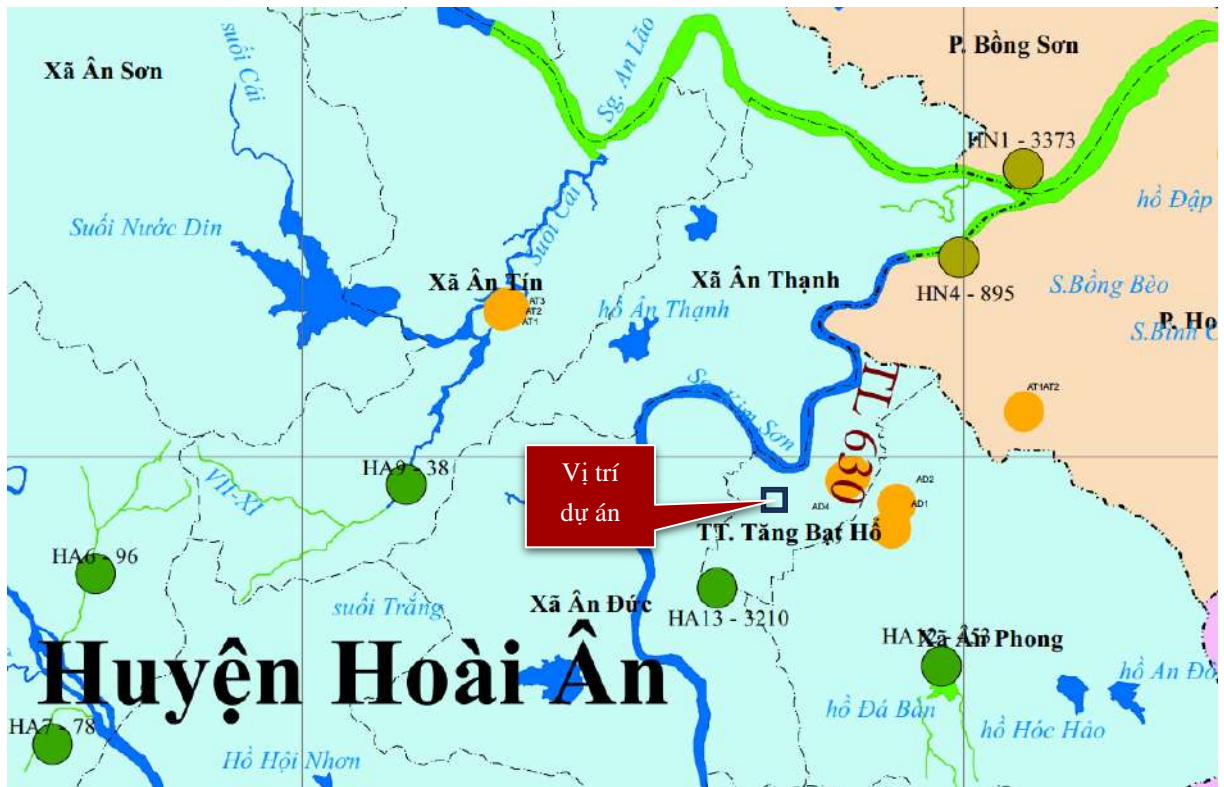 P. Bồng Sơn
Xã Ân Sơn
suối Cái
Sg. An Lão
HN1 - 3373
hồ Đập
Suối Nước Din
Suối Cái
Xã Ân Tín
Xã Ân Thạnh
HN4 - 895
S.Bồng Bèo
AT3
AT2
AT1
hồ Ân Thạnh
P. Ho
Sg. Kim Sơn
TL 630
AT1AT2
HA9 - 38
Vị trí
dự án
VII-XI
AD2
AD4
AD1
TT. Tăng Bạt Hổ
HA6 - 96
suối Trắng
Xã Ân Đức
HA13 - 3210
Xã Ân Phong
Huyện Hoài Ân
hồ An Đô
hồ Đá Bàn
hồ Hóc Hảo
HA7 - 78
Hồ Hội Nhơn